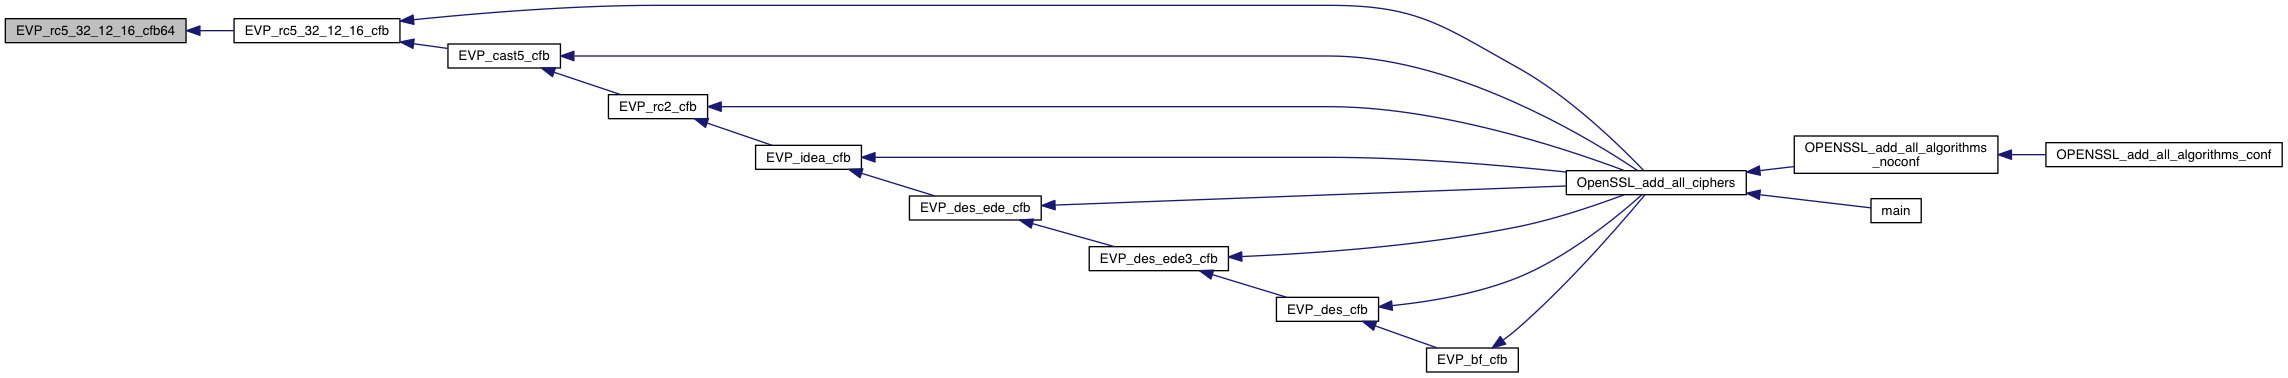 EVP_rc5_32_12_16_cfb64
EVP_rc5_32_12_16_cfb
EVP_cast5_cfb
EVP_rc2_cfb
EVP_idea_cfb
EVP_des_ede_cfb
EVP_des_ede3_cfb
EVP_des_cfb
EVP_bf_cfb
OpenSSL_add_all_ciphers
OPENSSL_add_all_algorithms
_noconf
main
OPENSSL_add_all_algorithms_conf